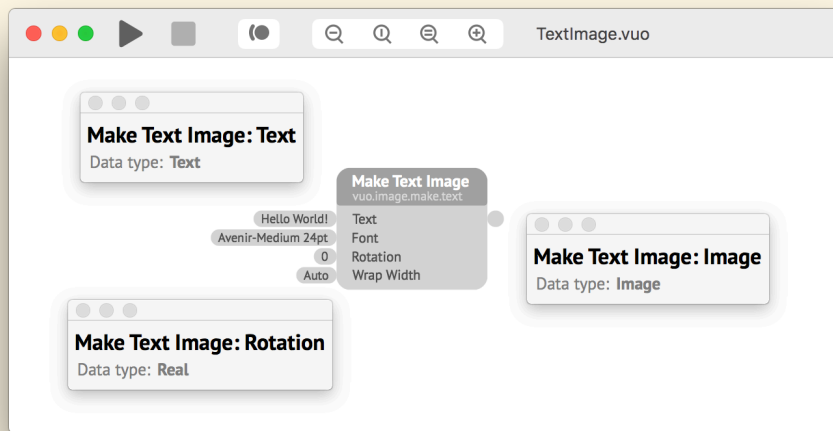 TextImage.vuo
Make Text Image: Text
Data type: Text
Make Text Image
vuo.image.make.text
Hello World! Text
Avenir-Medium 24pt Font
0 Rotation
Auto Wrap Width
Make Text Image: Image
Data type: Image
Make Text Image: Rotation
Data type: Real